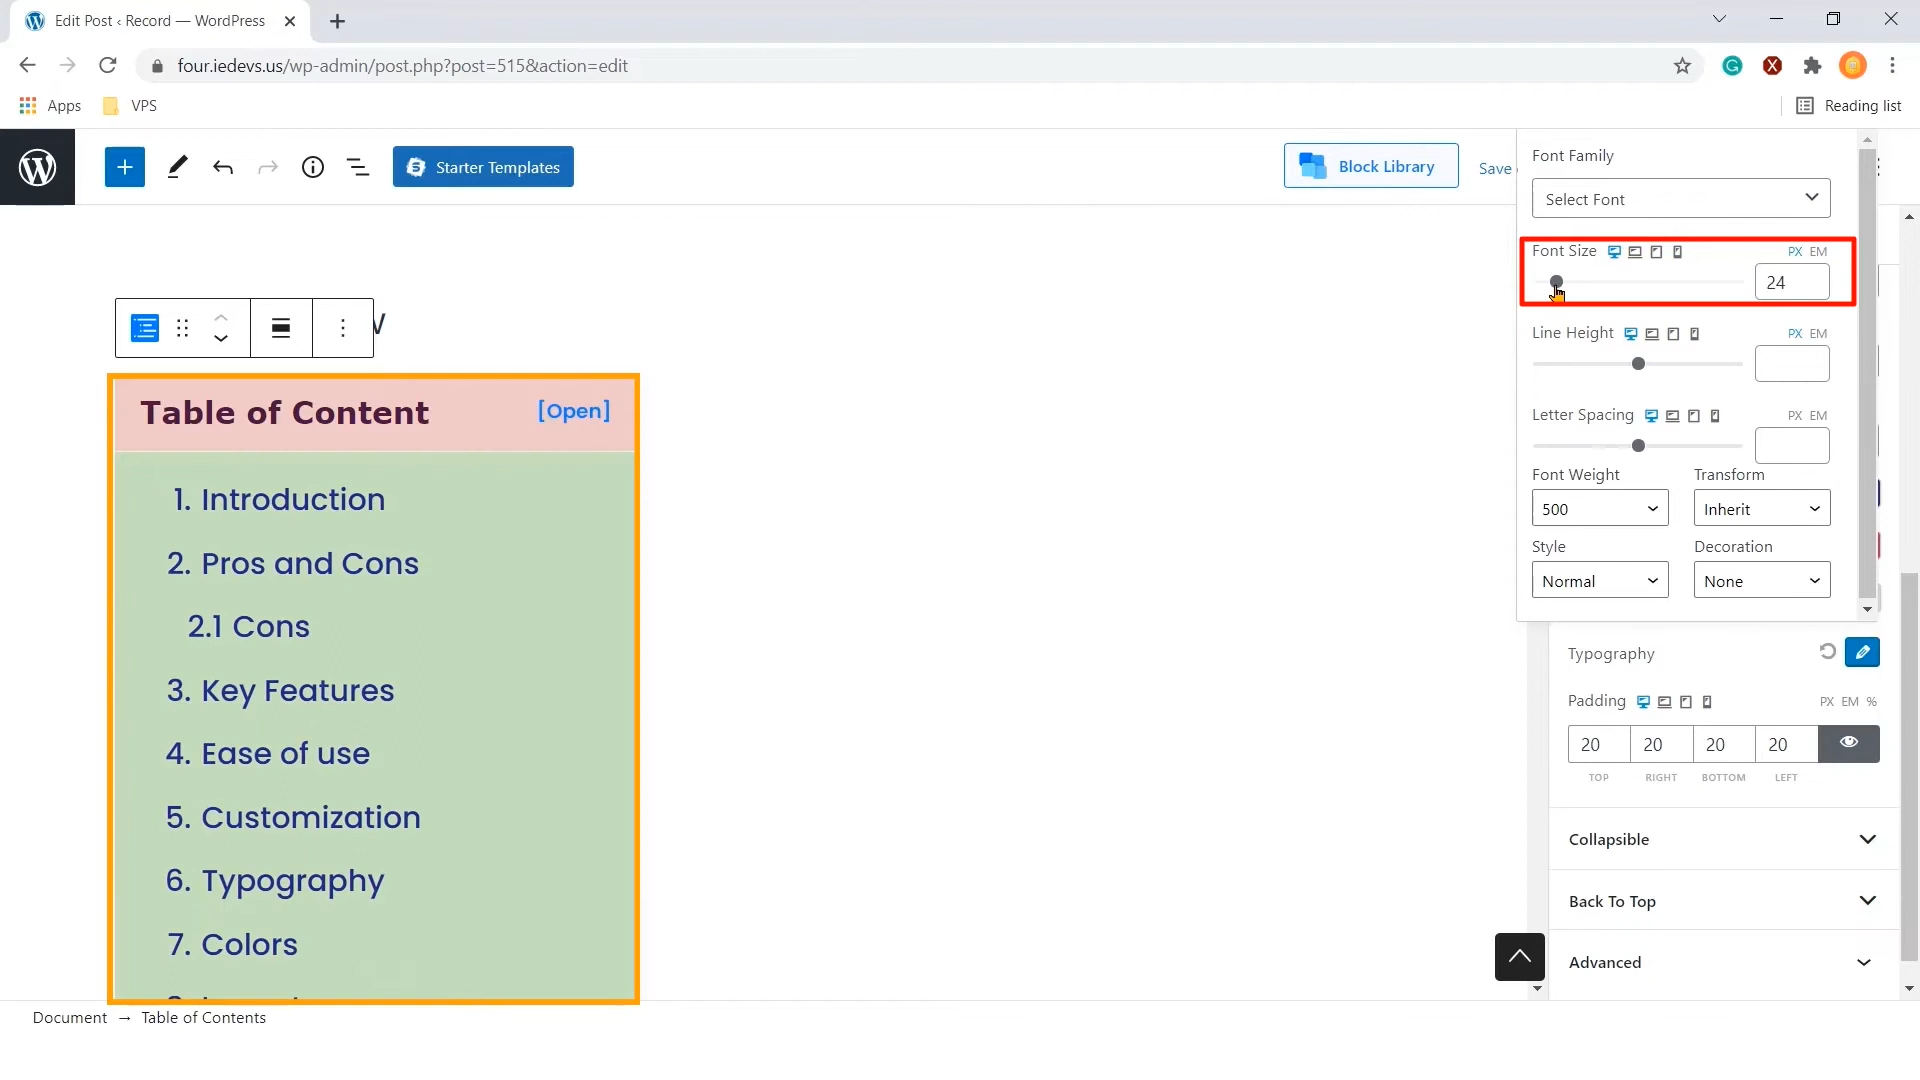 Edit Post ‹ Record — WordPress
four.iedevs.us/wp-admin/post.php?post=515&action=edit
Apps
VPS
Reading list
Starter Templates
Block Library
Save
Font Family
Select Font
Font Size
PX EM
24
Line Height
PX EM
Letter Spacing
PX EM
Font Weight
Transform
500
Inherit
Style
Decoration
Normal
None
Table of Content
[Open]
1. Introduction
2. Pros and Cons
2.1 Cons
3. Key Features
4. Ease of use
5. Customization
6. Typography
7. Colors
Typography
Padding
PX EM %
20 20 20 20
TOP RIGHT BOTTOM LEFT
Collapsible
Back To Top
Advanced
Document → Table of Contents